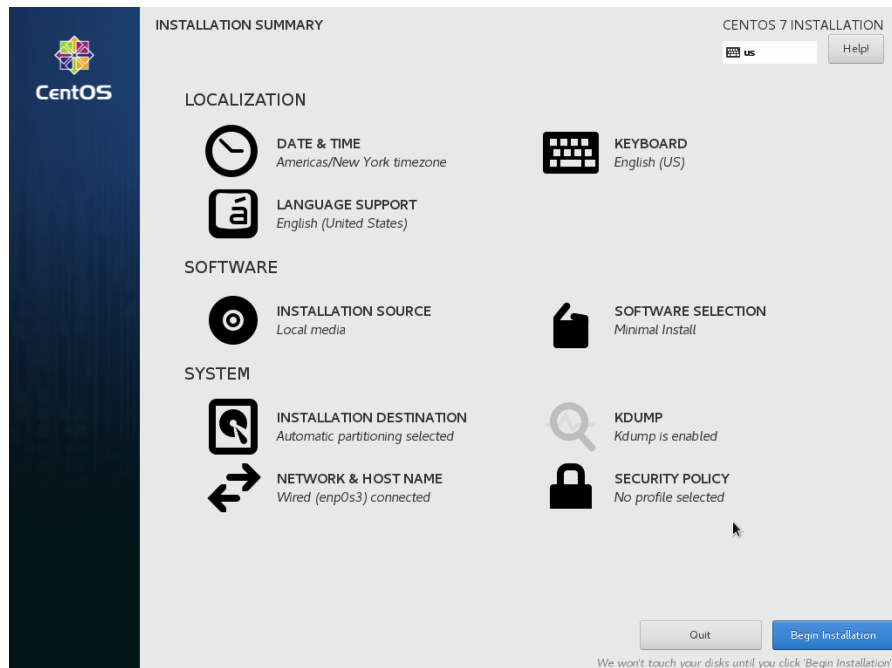 INSTALLATION SUMMARY
CENTOS 7 INSTALLATION
us
Help!
CentOS
LOCALIZATION
DATE & TIME
Americas/New York timezone
KEYBOARD
English (US)
á
LANGUAGE SUPPORT
English (United States)
SOFTWARE
INSTALLATION SOURCE
Local media
SOFTWARE SELECTION
Minimal Install
SYSTEM
INSTALLATION DESTINATION
Automatic partitioning selected
KDUMP
Kdump is enabled
NETWORK & HOST NAME
Wired (enp0s3) connected
SECURITY POLICY
No profile selected
Quit
Begin Installation
We won't touch your disks until you click 'Begin Installation'